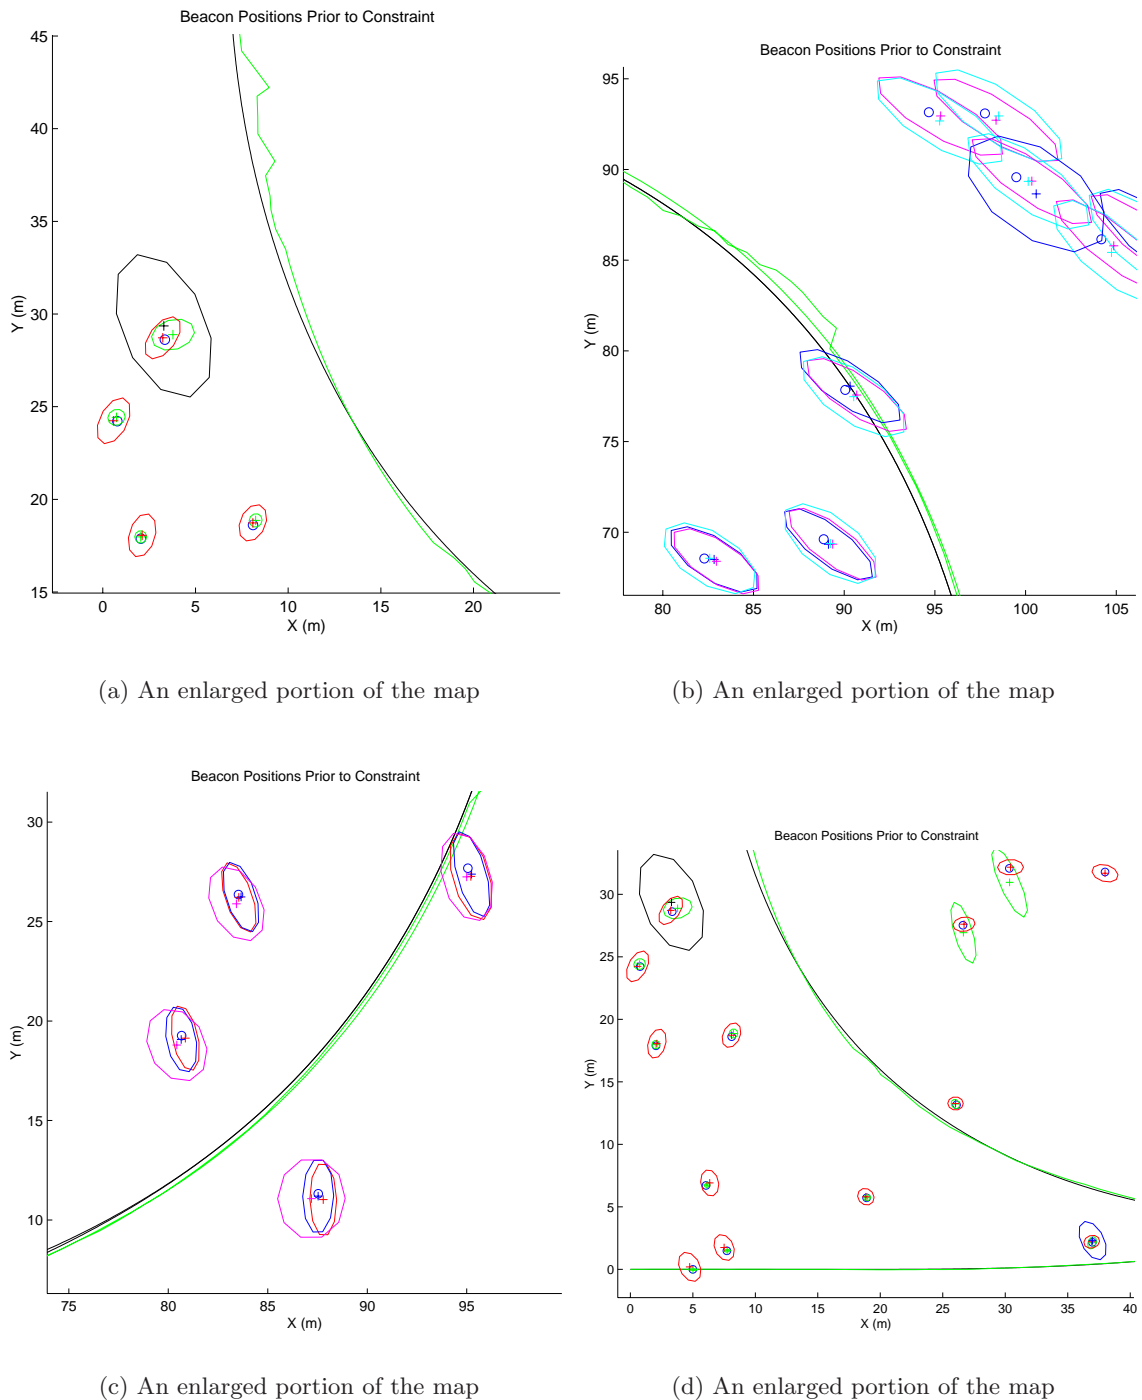 Beacon Positions Prior to Constraint
45
40
35
30
25
20
15
Y (m)
0 5 10 15 20
X (m)
(a) An enlarged portion of the map
Beacon Positions Prior to Constraint
95
90
85
80
75
70
Y (m)
80 85 90 95 100 105
X (m)
(b) An enlarged portion of the map
Beacon Positions Prior to Constraint
30
25
20
15
10
Y (m)
75 80 85 90 95
X (m)
(c) An enlarged portion of the map
Beacon Positions Prior to Constraint
30
25
20
15
10
5
0
Y (m)
0 5 10 15 20 25 30 35 40
X (m)
(d) An enlarged portion of the map